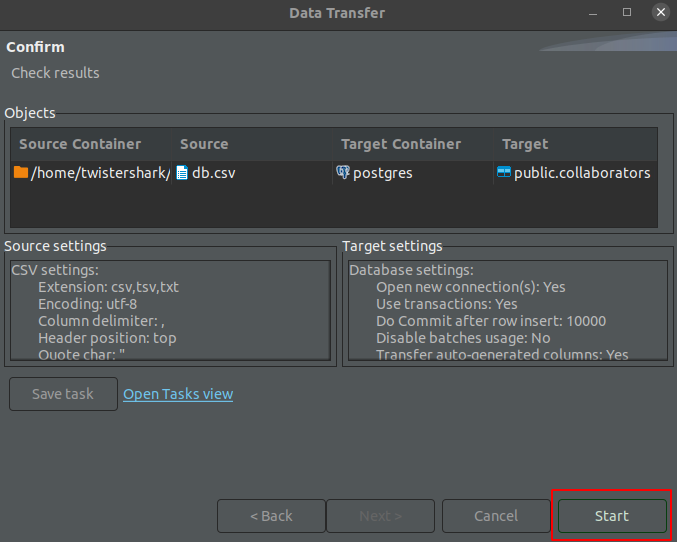 Data Transfer
Confirm
Check results
Objects
Source Container Source Target Container Target
/home/twistershark/ db.csv postgres public.collaborators
Source settings
CSV settings:
Extension: csv,tsv,txt
Encoding: utf-8
Column delimiter: ,
Header position: top
Quote char: "
Target settings
Database settings:
Open new connection(s): Yes
Use transactions: Yes
Do Commit after row insert: 10000
Disable batches usage: No
Transfer auto-generated columns: Yes
Save task Open Tasks view
< Back Next > Cancel Start